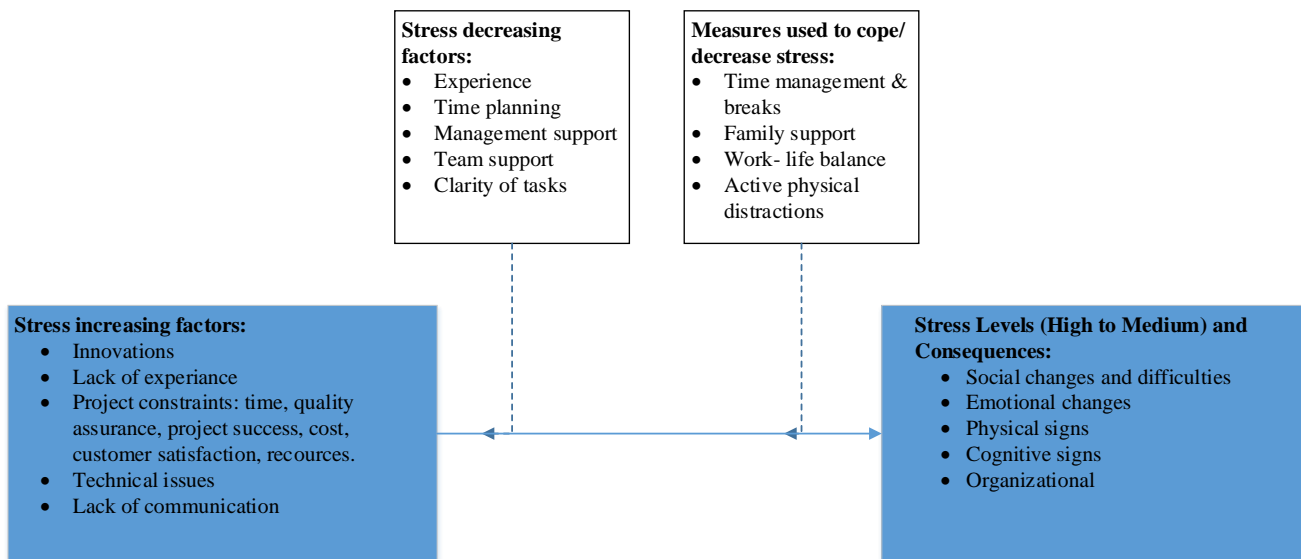 Stress decreasing
factors:
• Experience
• Time planning
• Management support
• Team support
• Clarity of tasks
Measures used to cope/
decrease stress:
• Time management &
breaks
• Family support
• Work- life balance
• Active physical
distractions
Stress increasing factors:
• Innovations
• Lack of experiance
• Project constraints: time, quality
assurance, project success, cost,
customer satisfaction, recources.
• Technical issues
• Lack of communication
Stress Levels (High to Medium) and
Consequences:
• Social changes and difficulties
• Emotional changes
• Physical signs
• Cognitive signs
• Organizational